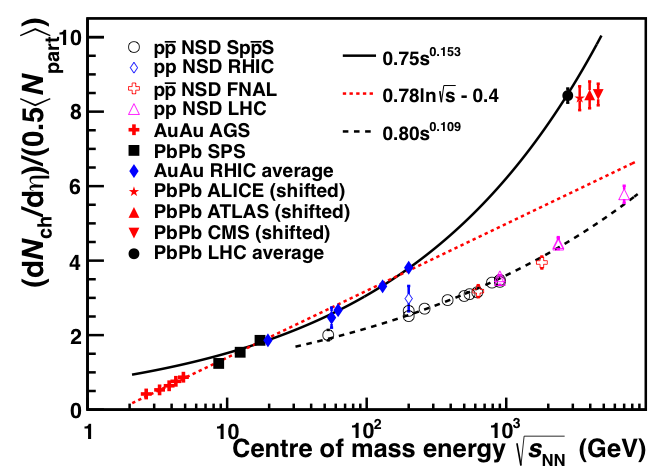 (dN_ch/dη)/(0.5⟨N_part⟩)
10
8
6
4
2
0
pp̅ NSD Spp̅S
pp NSD RHIC
pp̅ NSD FNAL
pp NSD LHC
AuAu AGS
PbPb SPS
AuAu RHIC average
PbPb ALICE (shifted)
PbPb ATLAS (shifted)
PbPb CMS (shifted)
PbPb LHC average
0.75s^0.153
0.78ln√s - 0.4
0.80s^0.109
1 10 10² 10³
Centre of mass energy √s_NN (GeV)